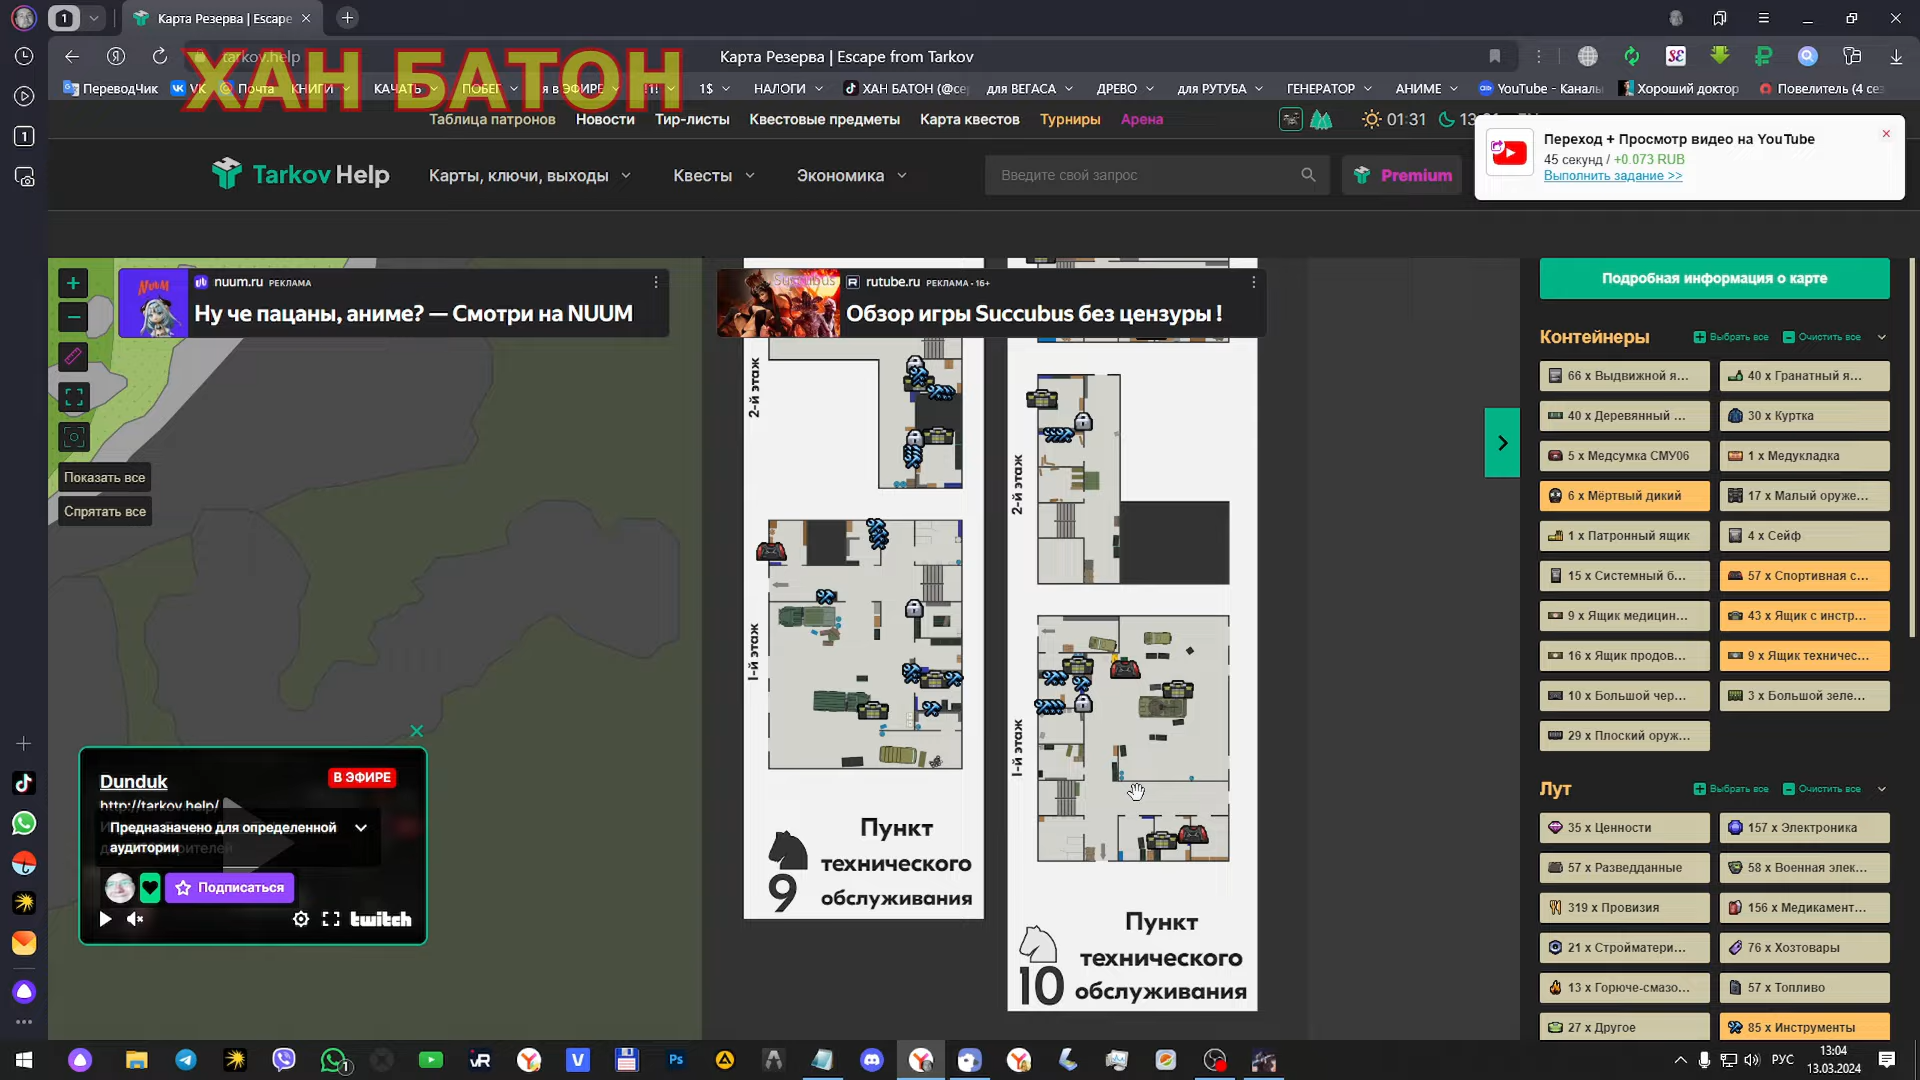 1
Карта Резерва | Escape
tarkov.help
Карта Резерва | Escape from Tarkov
ХАН БАТОН
ПереводЧик
VK
Почта
КНИГИ
КАЧАТЬ
ПОБЕГ
я в ЭФИРЕ
1$
НАЛОГИ
ХАН БАТОН (@се
для ВЕГАСА
ДРЕВО
для РУТУБА
ГЕНЕРАТОР
АНИМЕ
YouTube - Каналы
Хороший доктор
Повелитель (4 се
Таблица патронов
Новости
Тир-листы
Квестовые предметы
Карта квестов
Турниры
Арена
01:31
Переход + Просмотр видео на YouTube
45 секунд / +0.073 RUB
Выполнить задание >>
Tarkov Help
Карты, ключи, выходы
Квесты
Экономика
Введите свой запрос
Premium
nuum.ru РЕКЛАМА
Ну че пацаны, аниме? — Смотри на NUUM
Succubus
rutube.ru РЕКЛАМА • 16+
Обзор игры Succubus без цензуры !
Показать все
Спрятать все
2-й этаж
1-й этаж
9
Пункт
технического
обслуживания
2-й этаж
1-й этаж
10
Пункт
технического
обслуживания
Dunduk
В ЭФИРЕ
http://tarkov.help/
Предназначено для определенной
аудитории
Подписаться
twitch
Подробная информация о карте
Контейнеры
Выбрать все
Очистить все
66 x Выдвижной я...
40 x Гранатный я...
40 x Деревянный ...
30 x Куртка
5 x Медсумка СМУ06
1 x Медукладка
6 x Мёртвый дикий
17 x Малый оруже...
1 x Патронный ящик
4 x Сейф
15 x Системный б...
57 x Спортивная с...
9 x Ящик медицин...
43 x Ящик с инстр...
16 x Ящик продов...
9 x Ящик техничес...
10 x Большой чер...
3 x Большой зеле...
29 x Плоский оруж...
Лут
Выбрать все
Очистить все
35 x Ценности
157 x Электроника
57 x Разведданные
58 x Военная элек...
319 x Провизия
156 x Медикамент...
21 x Стройматери...
76 x Хозтовары
13 x Горюче-смазо...
57 x Топливо
27 x Другое
85 x Инструменты
РУС
13:04
13.03.2024